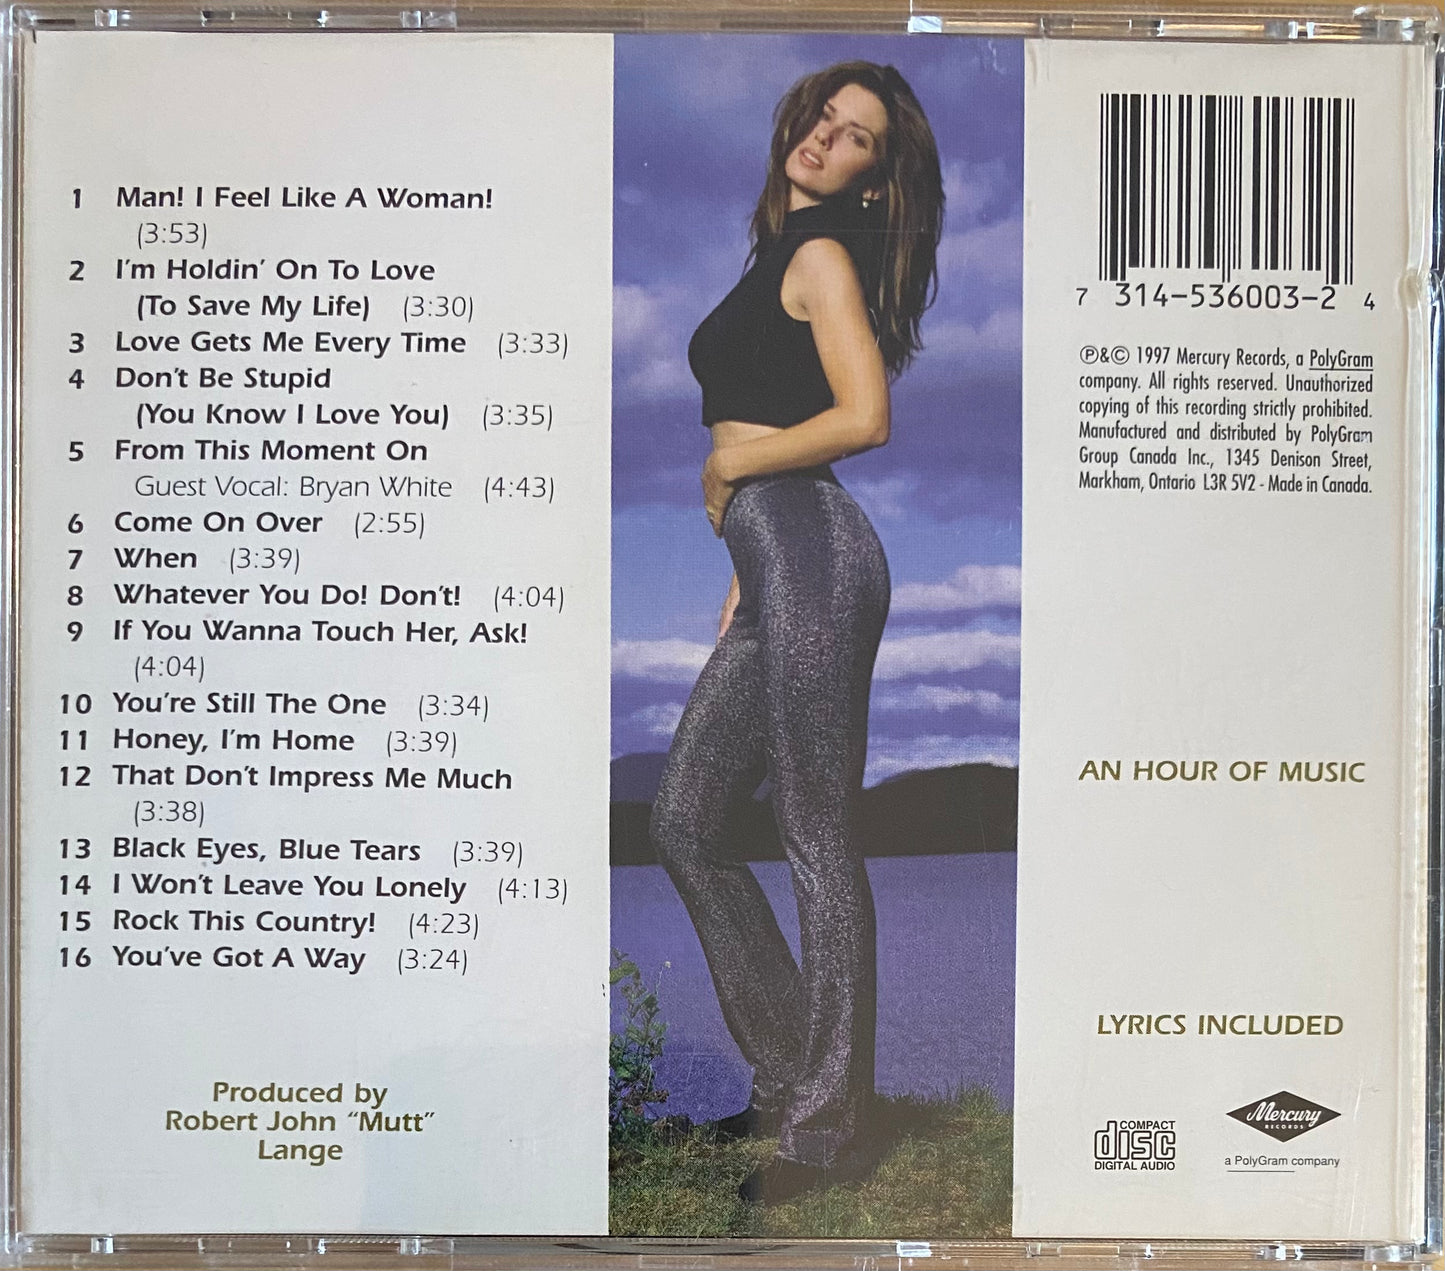 1 Man! I Feel Like A Woman!
(3:53)
2 I'm Holdin' On To Love
(To Save My Life) (3:30)
3 Love Gets Me Every Time (3:33)
4 Don't Be Stupid
(You Know I Love You) (3:35)
5 From This Moment On
Guest Vocal: Bryan White (4:43)
6 Come On Over (2:55)
7 When (3:39)
8 Whatever You Do! Don't! (4:04)
9 If You Wanna Touch Her, Ask!
(4:04)
10 You're Still The One (3:34)
11 Honey, I'm Home (3:39)
12 That Don't Impress Me Much
(3:38)
13 Black Eyes, Blue Tears (3:39)
14 I Won't Leave You Lonely (4:13)
15 Rock This Country! (4:23)
16 You've Got A Way (3:24)
Produced by
Robert John "Mutt"
Lange
7 314-536003-2 4
℗&© 1997 Mercury Records, a PolyGram
company. All rights reserved. Unauthorized
copying of this recording strictly prohibited.
Manufactured and distributed by PolyGram
Group Canada Inc., 1345 Denison Street,
Markham, Ontario L3R 5V2 - Made in Canada.
AN HOUR OF MUSIC
LYRICS INCLUDED
COMPACT
disc
DIGITAL AUDIO
Mercury
RECORDS
a PolyGram company